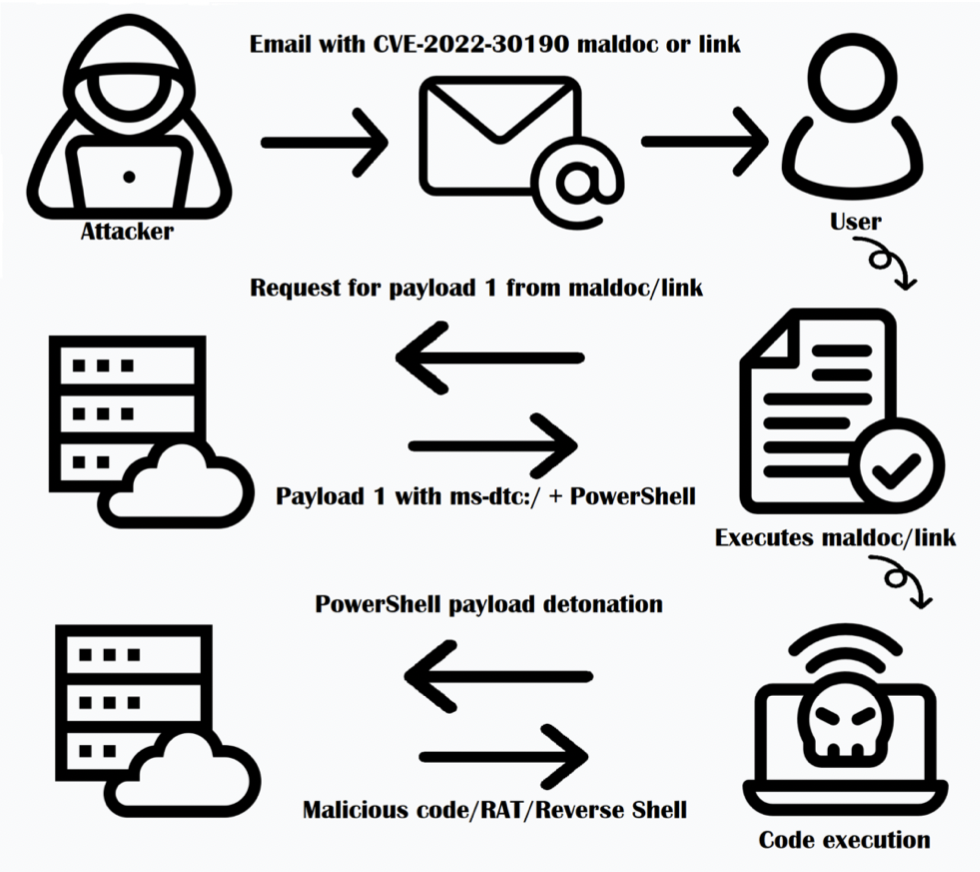 Email with CVE-2022-30190 maldoc or link
Attacker
User
Request for payload 1 from maldoc/link
Payload 1 with ms-dtc:/ + PowerShell
Executes maldoc/link
PowerShell payload detonation
Malicious code/RAT/Reverse Shell
Code execution